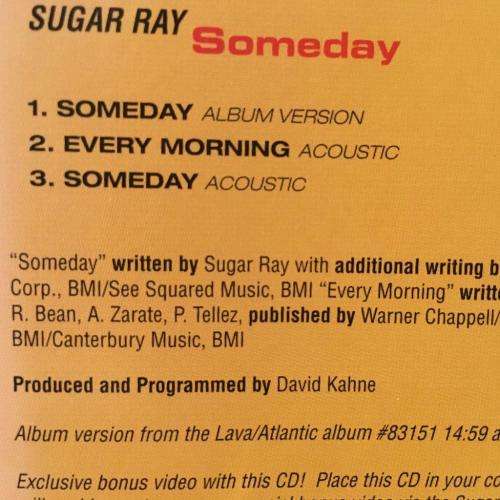 SUGAR RAY
Someday
1. SOMEDAY ALBUM VERSION
2. EVERY MORNING ACOUSTIC
3. SOMEDAY ACOUSTIC
"Someday" written by Sugar Ray with additional writing b
Corp., BMI/See Squared Music, BMI "Every Morning" writte
R. Bean, A. Zarate, P. Tellez, published by Warner Chappell/
BMI/Canterbury Music, BMI
Produced and Programmed by David Kahne
Album version from the Lava/Atlantic album #83151 14:59 a
Exclusive bonus video with this CD! Place this CD in your co